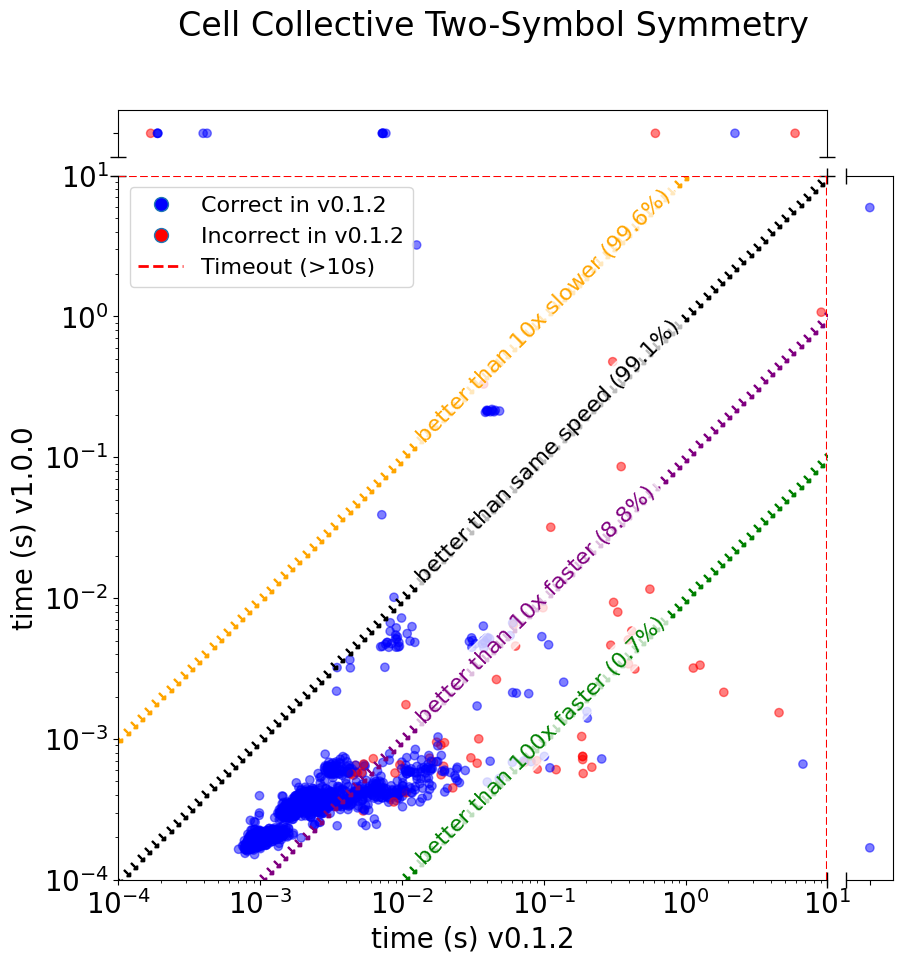 Cell Collective Two-Symbol Symmetry
Correct in v0.1.2
Incorrect in v0.1.2
Timeout (>10s)
better than 10x slower (99.6%)
better than same speed (99.1%)
better than 10x faster (8.8%)
better than 100x faster (0.7%)
time (s) v1.0.0
10¹
10⁰
10⁻¹
10⁻²
10⁻³
10⁻⁴
10⁻⁴
10⁻³
10⁻²
10⁻¹
10⁰
10¹
time (s) v0.1.2